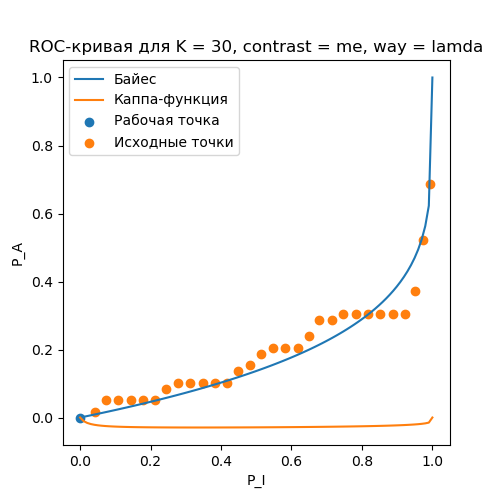 ROC-кривая для K = 30, contrast = me, way = lamda
Байес
Каппа-функция
Рабочая точка
Исходные точки
1.0
0.8
0.6
0.4
0.2
0.0
P_A
0.0 0.2 0.4 0.6 0.8 1.0
P_I